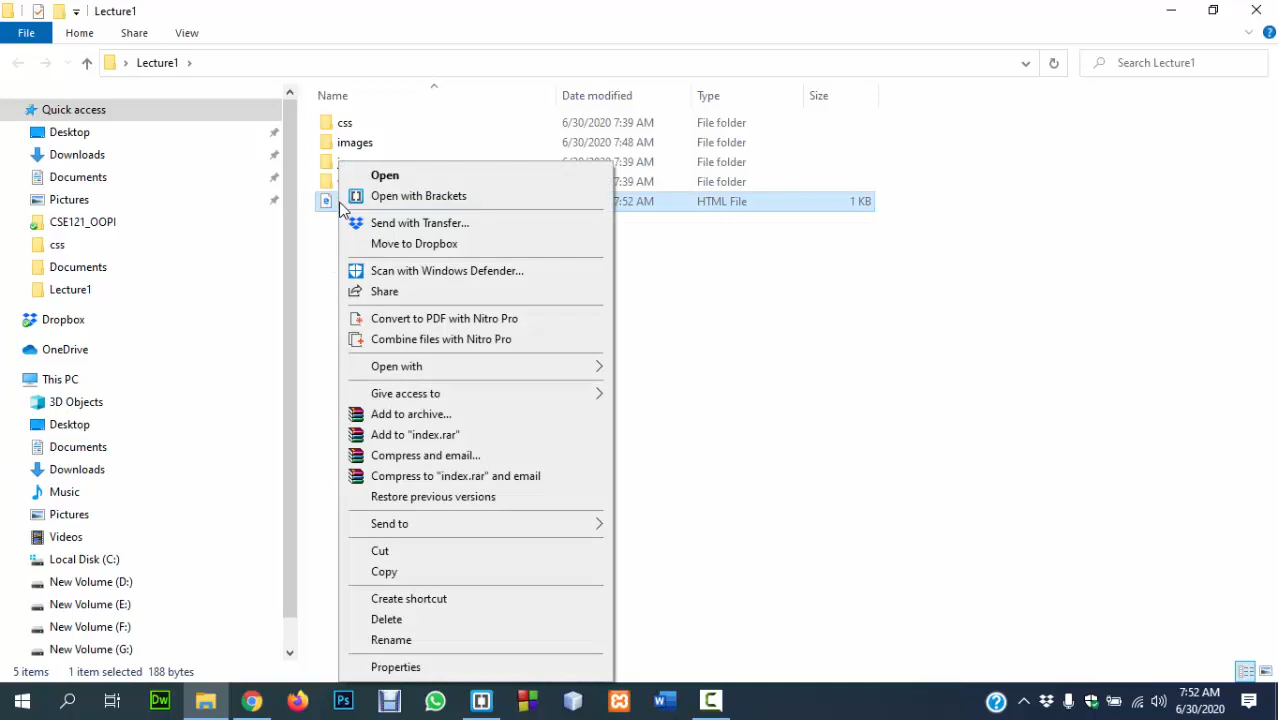 Lecture1
File Home Share View
Lecture1
Search Lecture1
Name Date modified Type Size
Quick access
Desktop
Downloads
Documents
Pictures
CSE121_OOPI
css
Documents
Lecture1
Dropbox
OneDrive
This PC
3D Objects
Desktop
Documents
Downloads
Music
Pictures
Videos
Local Disk (C:)
New Volume (D:)
New Volume (E:)
New Volume (F:)
New Volume (G:)
css 6/30/2020 7:39 AM File folder
images 6/30/2020 7:48 AM File folder
7:39 AM File folder
7:39 AM File folder
7:52 AM HTML File 1 KB
Open
Open with Brackets
Send with Transfer...
Move to Dropbox
Scan with Windows Defender...
Share
Convert to PDF with Nitro Pro
Combine files with Nitro Pro
Open with
Give access to
Add to archive...
Add to "index.rar"
Compress and email...
Compress to "index.rar" and email
Restore previous versions
Send to
Cut
Copy
Create shortcut
Delete
Rename
Properties
5 items 1 item selected 188 bytes
Dw
Ps
7:52 AM
6/30/2020